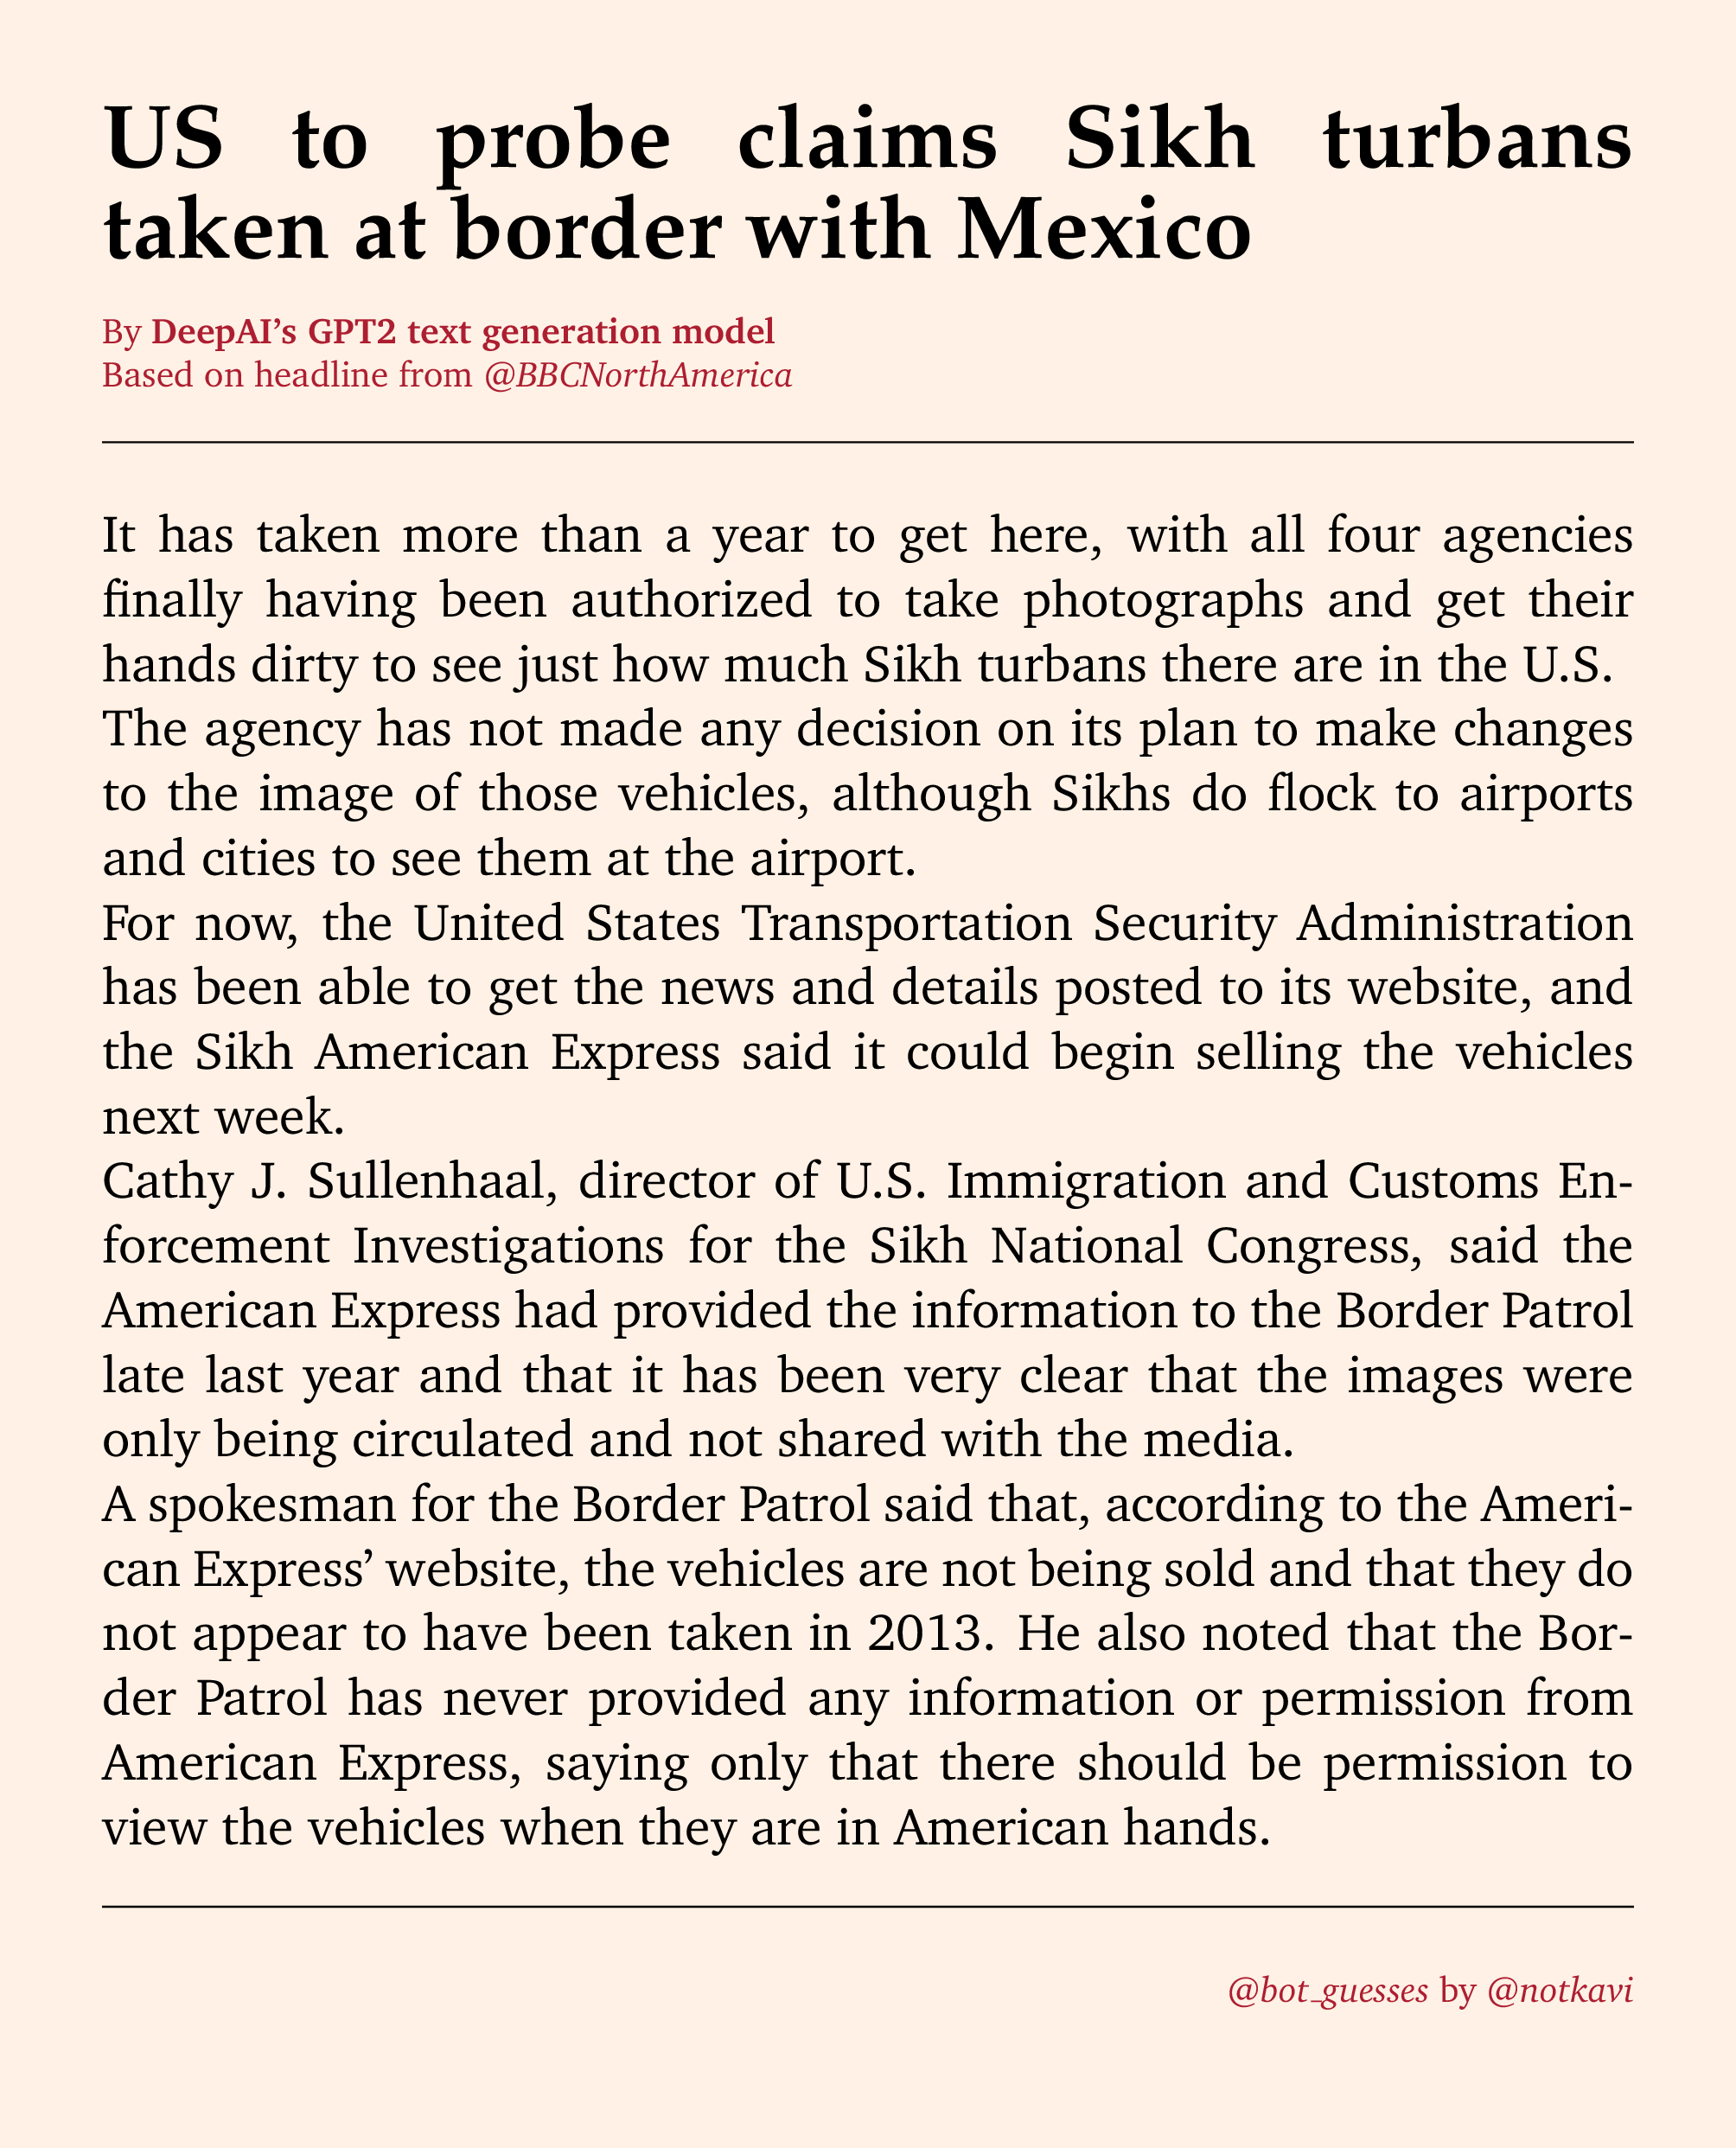 US to probe claims Sikh turbans
taken at border with Mexico
By DeepAI's GPT2 text generation model
Based on headline from @BBCNorthAmerica
It has taken more than a year to get here, with all four agencies
finally having been authorized to take photographs and get their
hands dirty to see just how much Sikh turbans there are in the U.S.
The agency has not made any decision on its plan to make changes
to the image of those vehicles, although Sikhs do flock to airports
and cities to see them at the airport.
For now, the United States Transportation Security Administration
has been able to get the news and details posted to its website, and
the Sikh American Express said it could begin selling the vehicles
next week.
Cathy J. Sullenhaal, director of U.S. Immigration and Customs En-
forcement Investigations for the Sikh National Congress, said the
American Express had provided the information to the Border Patrol
late last year and that it has been very clear that the images were
only being circulated and not shared with the media.
A spokesman for the Border Patrol said that, according to the Ameri-
can Express’ website, the vehicles are not being sold and that they do
not appear to have been taken in 2013. He also noted that the Bor-
der Patrol has never provided any information or permission from
American Express, saying only that there should be permission to
view the vehicles when they are in American hands.
@bot_guesses by @notkavi